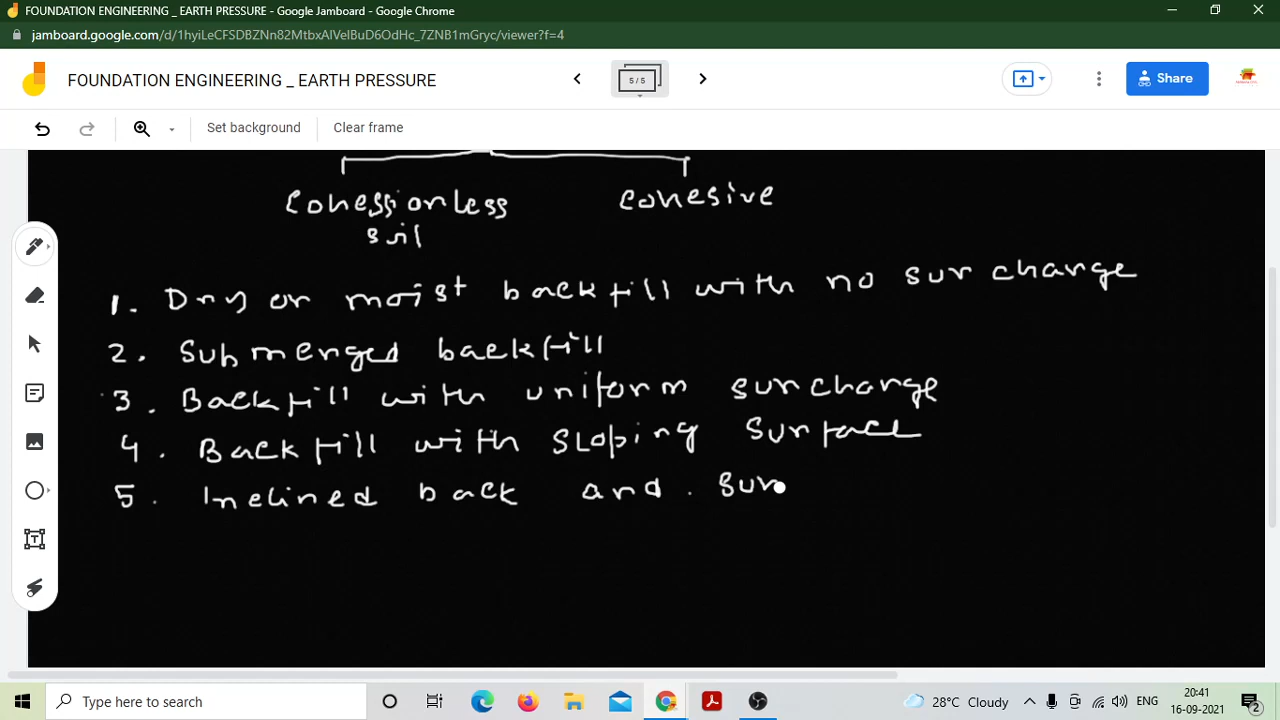 FOUNDATION ENGINEERING _ EARTH PRESSURE - Google Jamboard - Google Chrome
jamboard.google.com/d/1hyiLeCFSDBZNn82MtbxAIVelBuD6OdHc_7ZNB1mGryc/viewer?f=4
FOUNDATION ENGINEERING _ EARTH PRESSURE
5 / 5
Share
Set background
Clear frame
Cohessionless
soil
Cohesive
1. Dry or moist backfill with no surcharge
2. Submerged backfill
3. Backfill with uniform surcharge
4. Backfill with sloping surface
5. Inclined back and sur
Type here to search
28°C Cloudy
ENG
20:41
16-09-2021
2